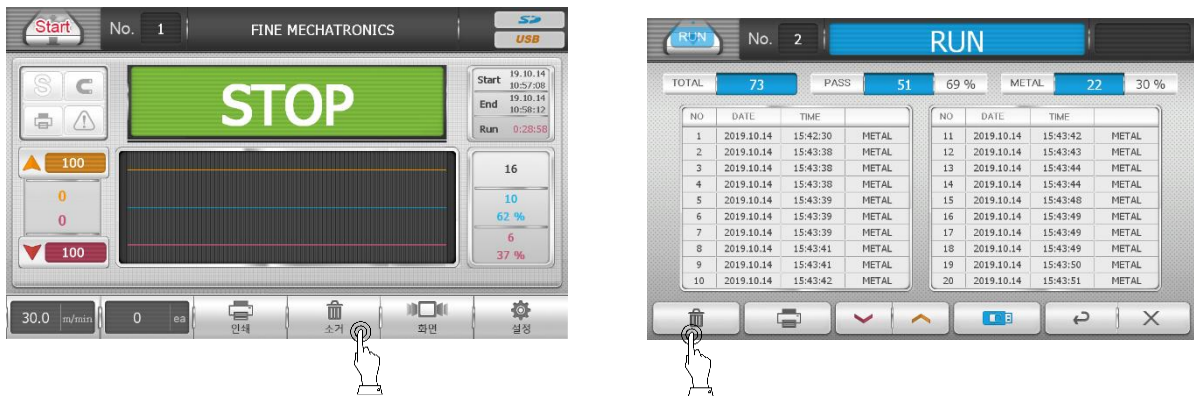 Start No. 1 FINE MECHATRONICS SD USB
STOP
Start 19.10.14 10:57:08
End 19.10.14 10:58:12
Run 0:28:58
100
0
0
100
16
10
62 %
6
37 %
30.0 m/min 0 ea 인쇄 소거 화면 설정
RUN No. 2 RUN
TOTAL 73 PASS 51 69 % METAL 22 30 %
NO DATE TIME
1 2019.10.14 15:42:30 METAL
2 2019.10.14 15:43:38 METAL
3 2019.10.14 15:43:38 METAL
4 2019.10.14 15:43:38 METAL
5 2019.10.14 15:43:39 METAL
6 2019.10.14 15:43:39 METAL
7 2019.10.14 15:43:39 METAL
8 2019.10.14 15:43:41 METAL
9 2019.10.14 15:43:41 METAL
10 2019.10.14 15:43:42 METAL
NO DATE TIME
11 2019.10.14 15:43:42 METAL
12 2019.10.14 15:43:43 METAL
13 2019.10.14 15:43:44 METAL
14 2019.10.14 15:43:44 METAL
15 2019.10.14 15:43:48 METAL
16 2019.10.14 15:43:49 METAL
17 2019.10.14 15:43:49 METAL
18 2019.10.14 15:43:49 METAL
19 2019.10.14 15:43:50 METAL
20 2019.10.14 15:43:51 METAL